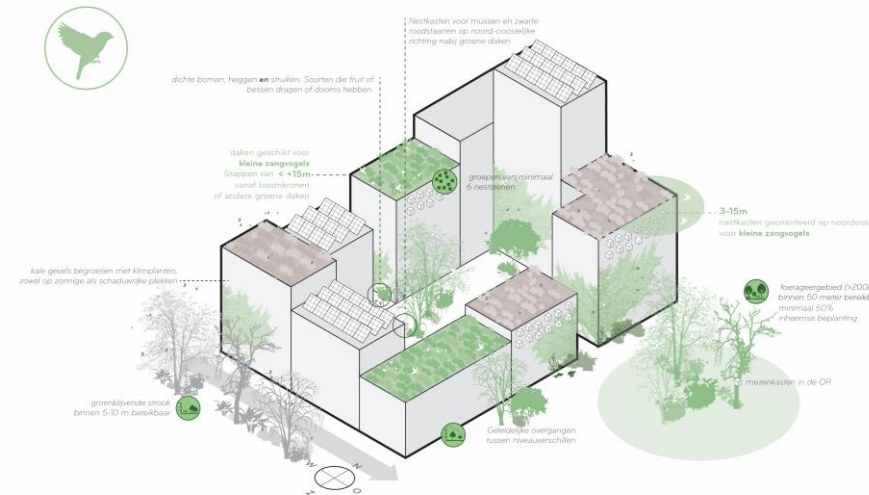 Nestkasten voor mussen en zwarte
roodstaarten op noord-ooostelijke
richting nabij groene daken
dichte bomen, heggen en struiken. Soorten die fruit of
bessen dragen of doorns hebben.
daken geschikt voor
kleine zangvogels
Stappen van < +15m
vanaf boomkronen
of andere groene daken
groepen van minimaal
6 neststenen
3-15m
nestkasten georiënteerd op noordoos
voor kleine zangvogels
kale gevels begroeien met klimplanten,
zowel op zonnige als schaduwrijke plekken
foerageergebied (>200
binnen 50 meter bereikb
minimaal 50%
inheemse beplanting
mezenkasten in de OR
groenblijvende strook
binnen 5-10 m bereikbaar
Geleidelijke overgangen
tussen niveauverschillen
N
W
O
Z